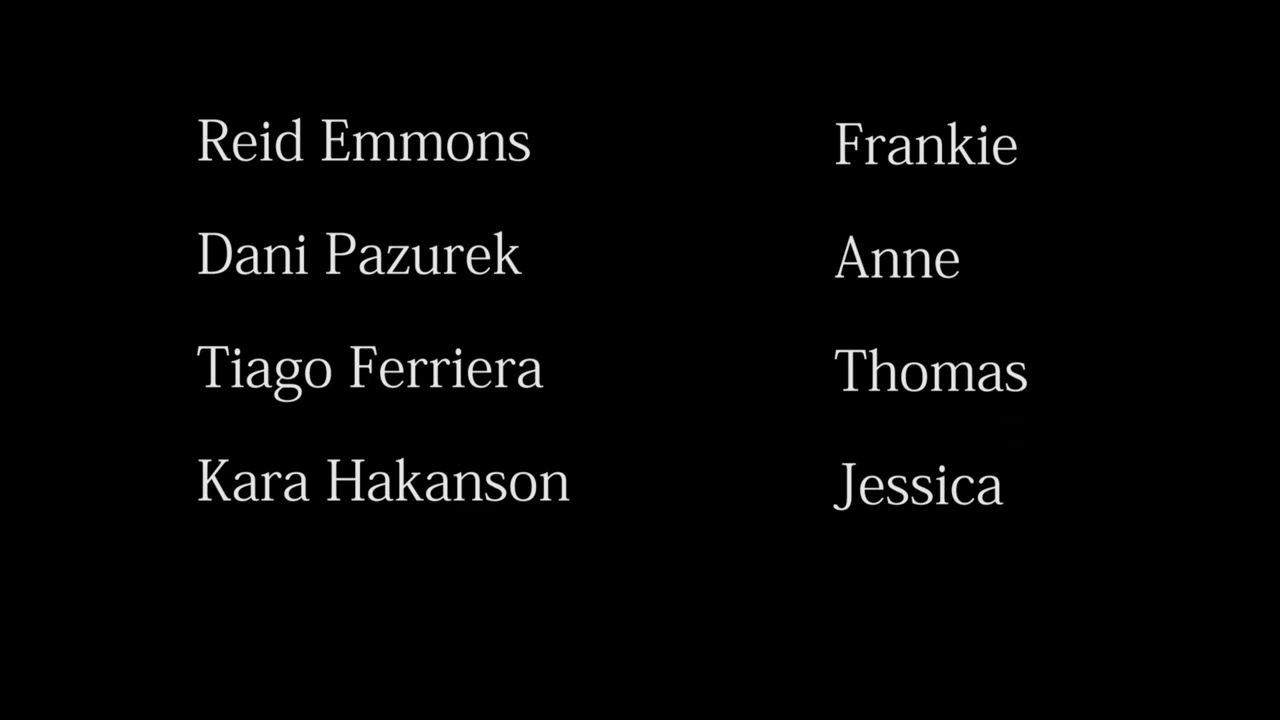 Reid Emmons Frankie
Dani Pazurek Anne
Tiago Ferriera Thomas
Kara Hakanson Jessica